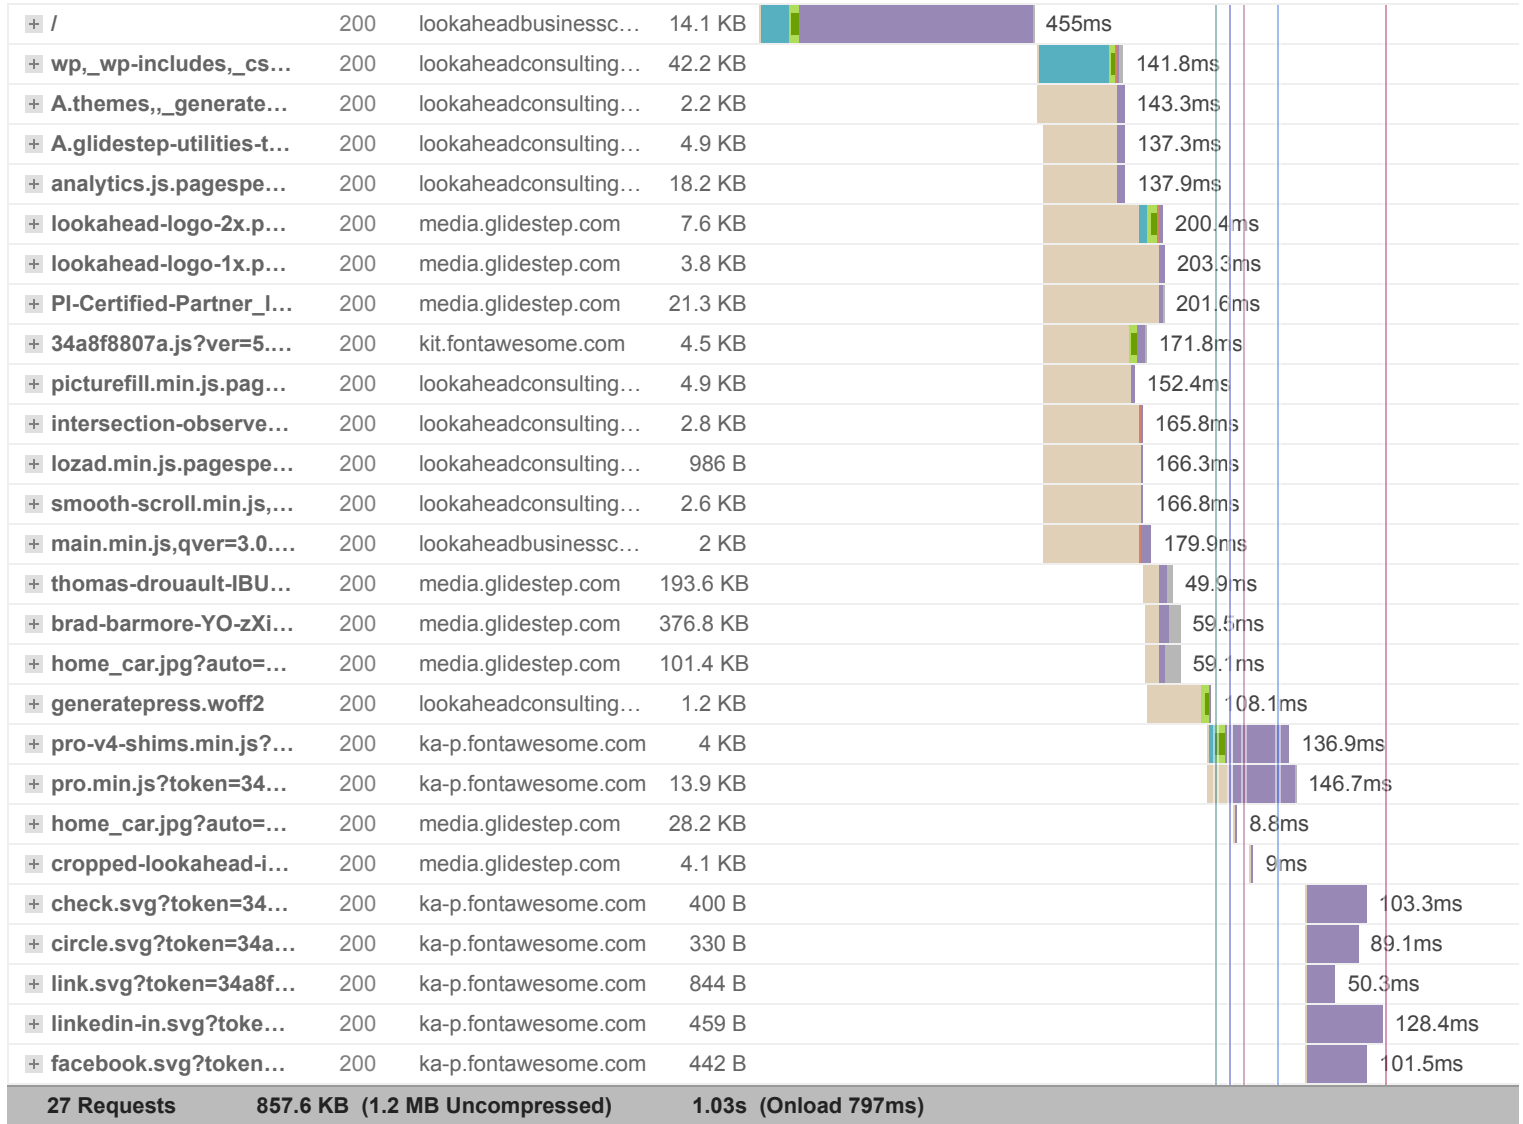 / 200 lookaheadbusinessc… 14.1 KB 455ms
wp,_wp-includes,_cs… 200 lookaheadconsulting… 42.2 KB 141.8ms
A.themes,,_generate… 200 lookaheadconsulting… 2.2 KB 143.3ms
A.glidestep-utilities-t… 200 lookaheadconsulting… 4.9 KB 137.3ms
analytics.js.pagespe… 200 lookaheadconsulting… 18.2 KB 137.9ms
lookahead-logo-2x.p… 200 media.glidestep.com 7.6 KB 200.4ms
lookahead-logo-1x.p… 200 media.glidestep.com 3.8 KB 203.3ms
PI-Certified-Partner_l… 200 media.glidestep.com 21.3 KB 201.6ms
34a8f8807a.js?ver=5.… 200 kit.fontawesome.com 4.5 KB 171.8ms
picturefill.min.js.pag… 200 lookaheadconsulting… 4.9 KB 152.4ms
intersection-observe… 200 lookaheadconsulting… 2.8 KB 165.8ms
lozad.min.js.pagespe… 200 lookaheadconsulting… 986 B 166.3ms
smooth-scroll.min.js,… 200 lookaheadconsulting… 2.6 KB 166.8ms
main.min.js,qver=3.0.… 200 lookaheadbusinessc… 2 KB 179.9ms
thomas-drouault-IBU… 200 media.glidestep.com 193.6 KB 49.9ms
brad-barmore-YO-zXi… 200 media.glidestep.com 376.8 KB 59.5ms
home_car.jpg?auto=… 200 media.glidestep.com 101.4 KB 59.1ms
generatepress.woff2 200 lookaheadconsulting… 1.2 KB 108.1ms
pro-v4-shims.min.js?… 200 ka-p.fontawesome.com 4 KB 136.9ms
pro.min.js?token=34… 200 ka-p.fontawesome.com 13.9 KB 146.7ms
home_car.jpg?auto=… 200 media.glidestep.com 28.2 KB 8.8ms
cropped-lookahead-i… 200 media.glidestep.com 4.1 KB 9ms
check.svg?token=34… 200 ka-p.fontawesome.com 400 B 103.3ms
circle.svg?token=34a… 200 ka-p.fontawesome.com 330 B 89.1ms
link.svg?token=34a8f… 200 ka-p.fontawesome.com 844 B 50.3ms
linkedin-in.svg?toke… 200 ka-p.fontawesome.com 459 B 128.4ms
facebook.svg?token… 200 ka-p.fontawesome.com 442 B 101.5ms
27 Requests 857.6 KB (1.2 MB Uncompressed) 1.03s (Onload 797ms)